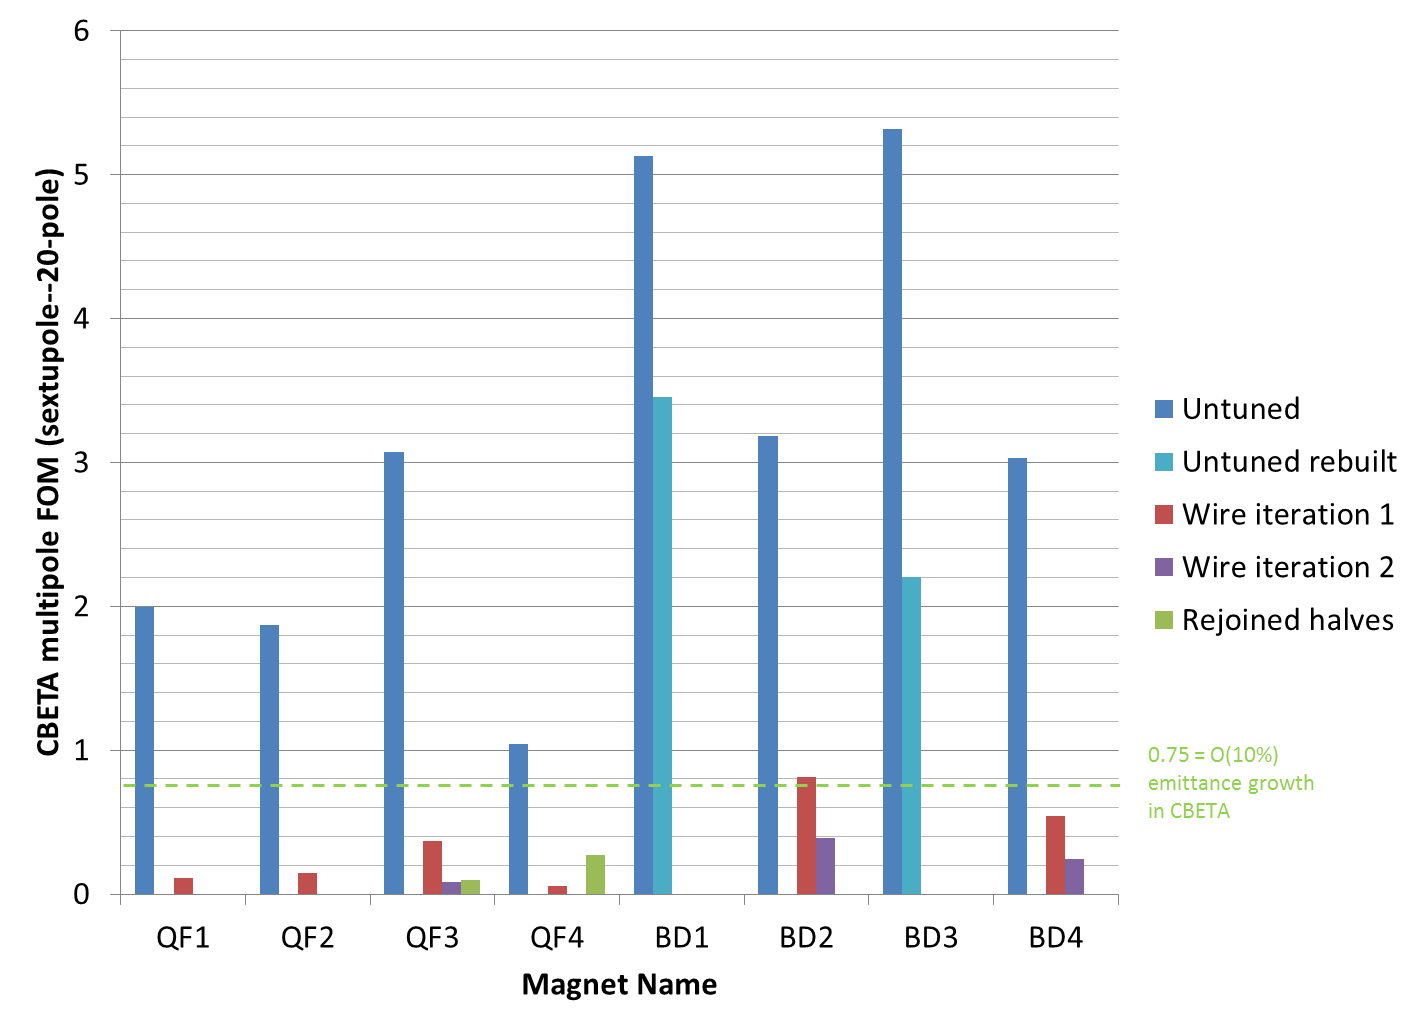 CBETA multipole FOM (sextupole--20-pole)
6
5
4
3
2
1
0
QF1 QF2 QF3 QF4 BD1 BD2 BD3 BD4
Magnet Name
Untuned
Untuned rebuilt
Wire iteration 1
Wire iteration 2
Rejoined halves
0.75 = O(10%)
emittance growth
in CBETA